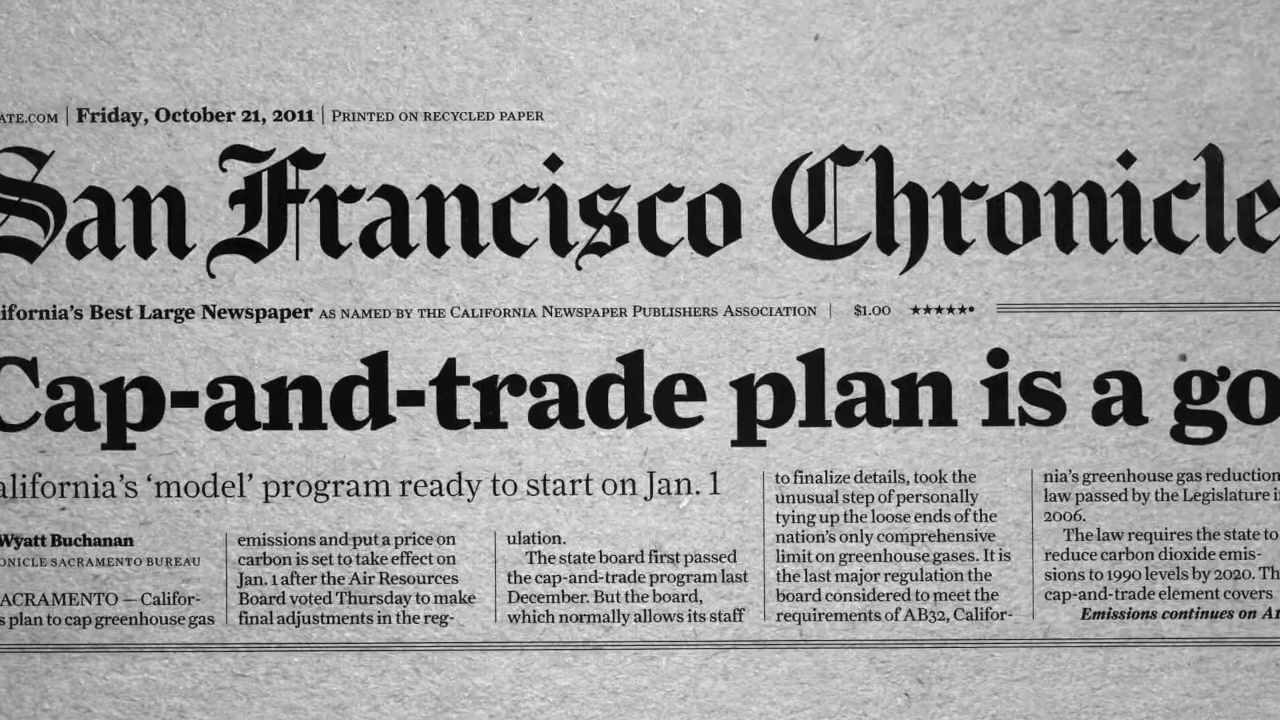 ATE.COM | Friday, October 21, 2011 | PRINTED ON RECYCLED PAPER
San Francisco Chronicle
ifornia's Best Large Newspaper AS NAMED BY THE CALIFORNIA NEWSPAPER PUBLISHERS ASSOCIATION | $1.00 ★★★★★•
Cap-and-trade plan is a go
alifornia's ‘model’ program ready to start on Jan. 1
Wyatt Buchanan
ONICLE SACRAMENTO BUREAU
ACRAMENTO — Califor-
s plan to cap greenhouse gas
emissions and put a price on
carbon is set to take effect on
Jan. 1 after the Air Resources
Board voted Thursday to make
final adjustments in the reg-
ulation.
The state board first passed
the cap-and-trade program last
December. But the board,
which normally allows its staff
to finalize details, took the
unusual step of personally
tying up the loose ends of the
nation's only comprehensive
limit on greenhouse gases. It is
the last major regulation the
board considered to meet the
requirements of AB32, Califor-
nia's greenhouse gas reduction
law passed by the Legislature i
2006.
The law requires the state to
reduce carbon dioxide emis-
sions to 1990 levels by 2020. Th
cap-and-trade element covers
Emissions continues on A